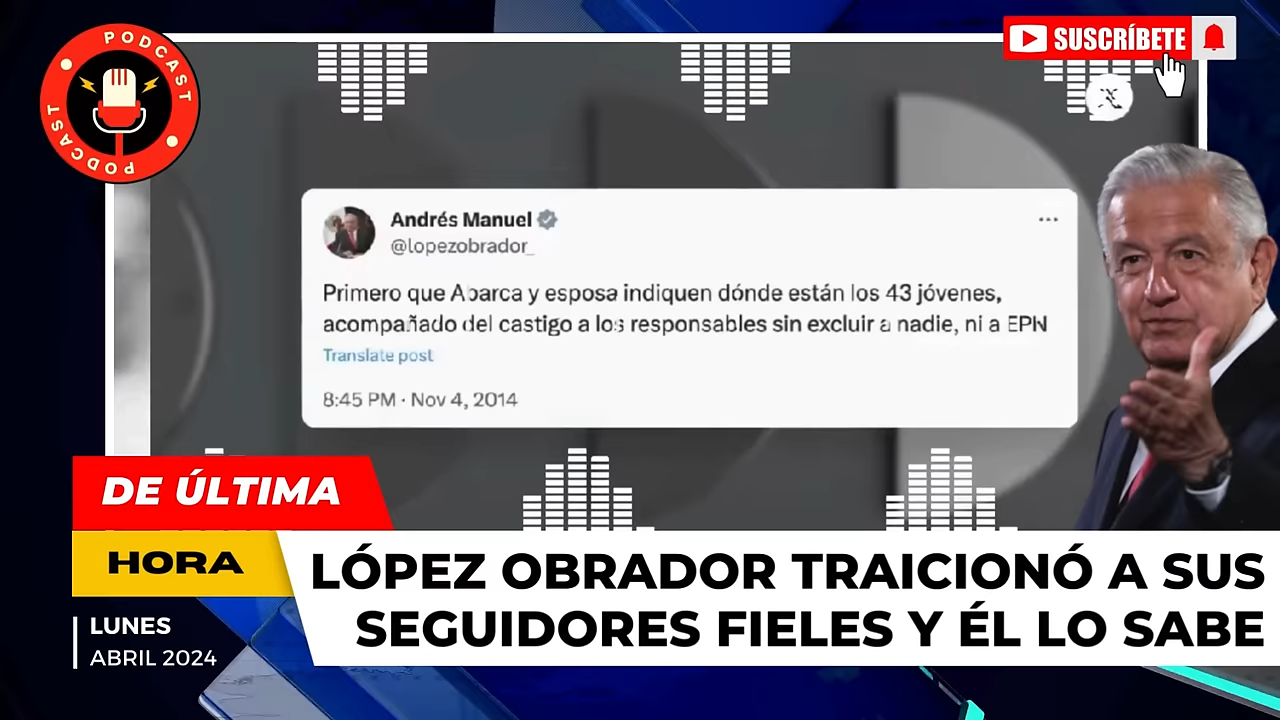 PODCAST
PODCAST
SUSCRÍBETE
Andrés Manuel
@lopezobrador_
Primero que Abarca y esposa indiquen dónde están los 43 jóvenes,
acompañado del castigo a los responsables sin excluir a nadie, ni a EPN
Translate post
8:45 PM · Nov 4, 2014
DE ÚLTIMA
HORA
LÓPEZ OBRADOR TRAICIONÓ A SUS
SEGUIDORES FIELES Y ÉL LO SABE
LUNES
ABRIL 2024